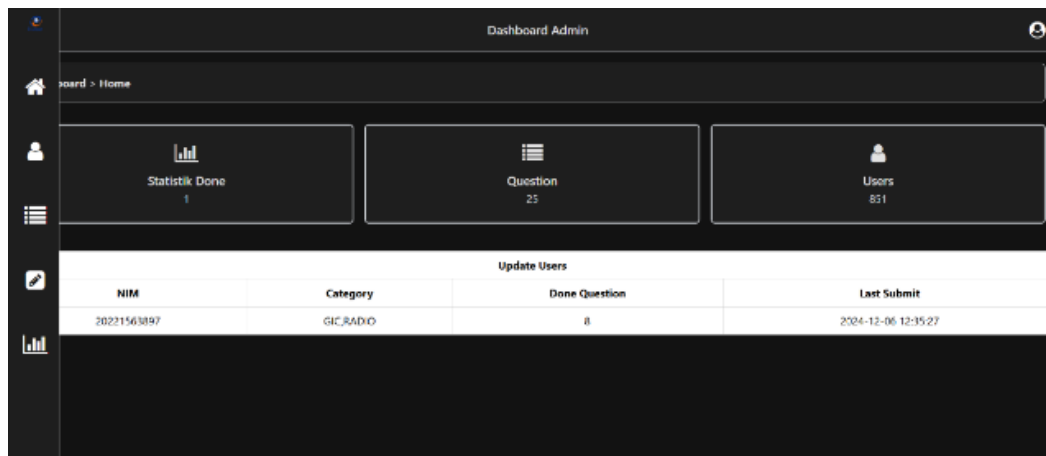 Dashboard Admin
board > Home
Statistik Done
1
Question
25
Users
851
Update Users
NIM Category Done Question Last Submit
20221563897 GIC,RADIO 8 2024-12-06 12:35:27